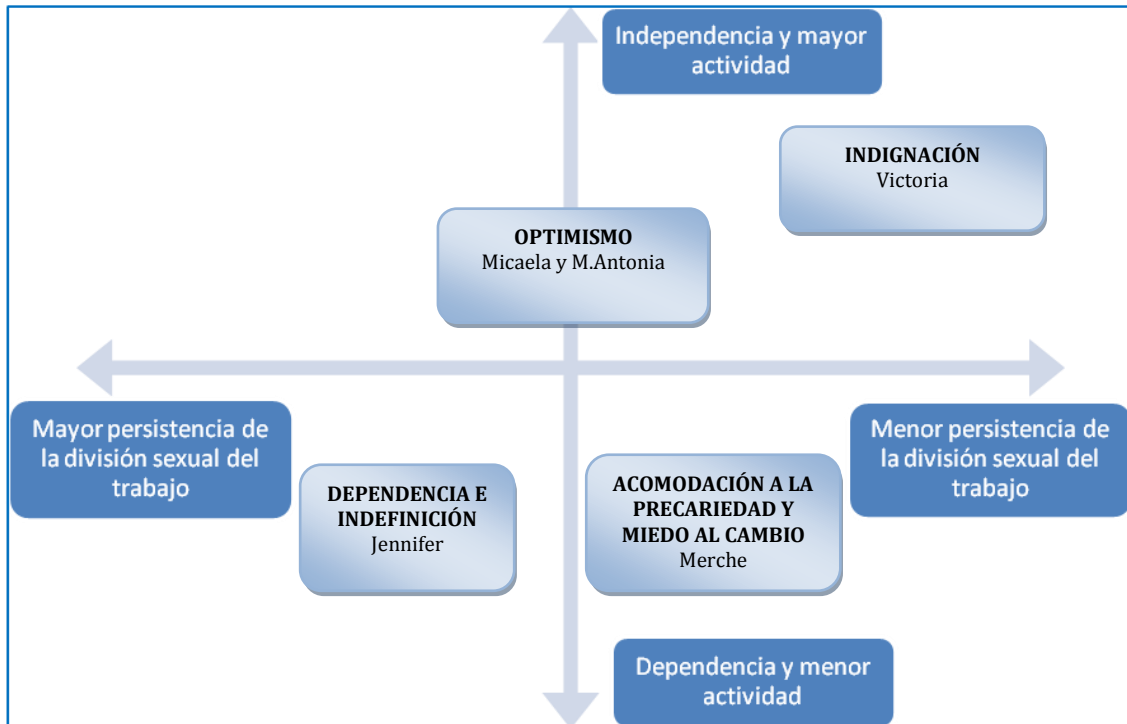 Independencia y mayor
actividad
INDIGNACIÓN
Victoria
OPTIMISMO
Micaela y M.Antonia
Mayor persistencia de
la división sexual del
trabajo
Menor persistencia de
la división sexual del
trabajo
DEPENDENCIA E
INDEFINICIÓN
Jennifer
ACOMODACIÓN A LA
PRECARIEDAD Y
MIEDO AL CAMBIO
Merche
Dependencia y menor
actividad